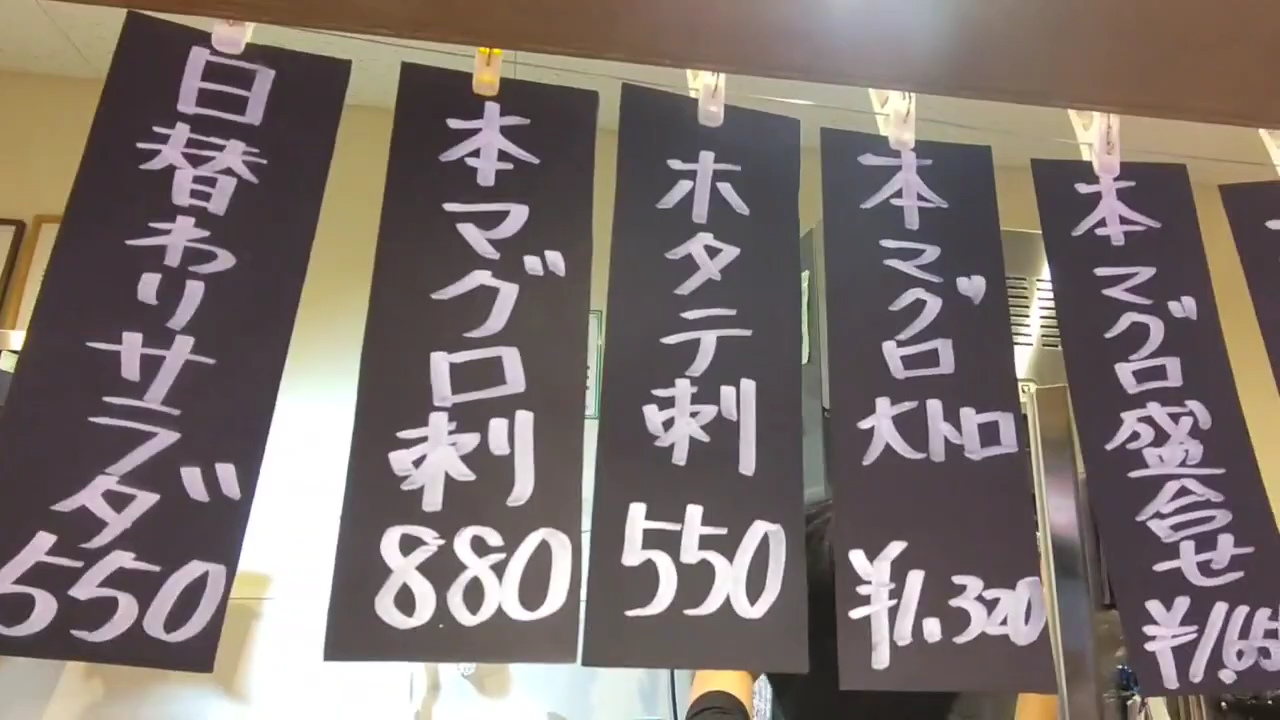 日替わりサラダ
550
本マグロ刺
880
ホタテ刺
550
本マグロ
大トロ
¥1.320
本マグロ盛合せ
¥1,65